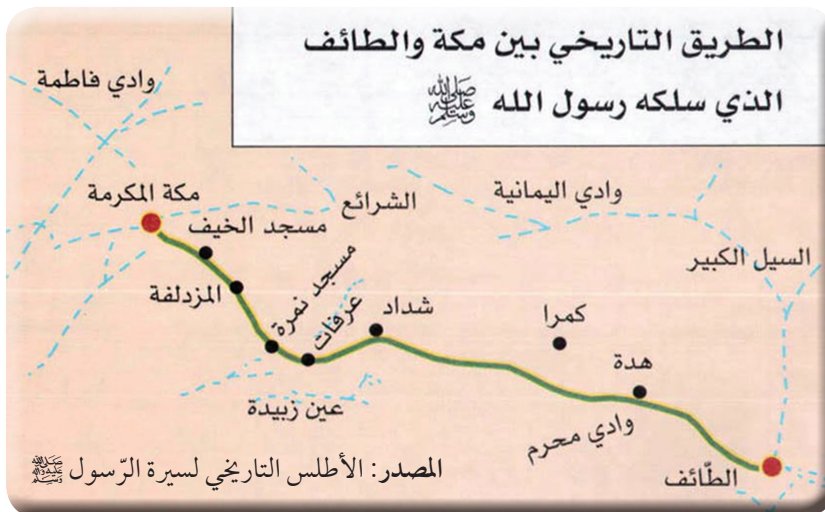 الطريق التاريخي بين مكة والطائف
الذي سلكه رسول الله ﷺ
وادي فاطمة
مكة المكرمة
مسجد الخيف
الشرائع
وادي اليمانية
السيل الكبير
المزدلفة
مسجد نمرة
عرفات
شداد
كمرا
هدة
عين زبيدة
وادي محرم
الطّائف
المصدر: الأطلس التاريخي لسيرة الرّسول ﷺ